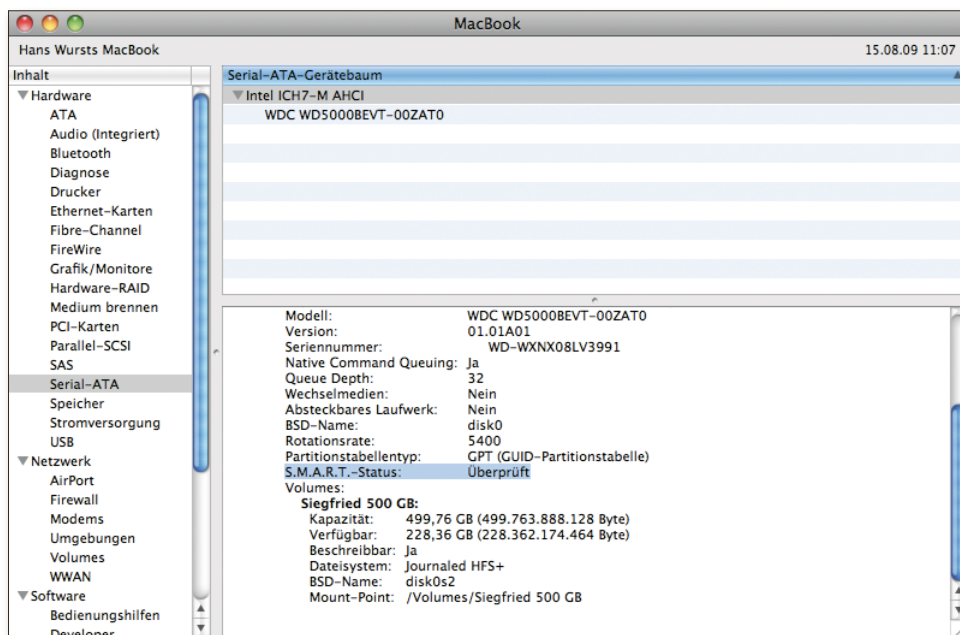 MacBook
Hans Wursts MacBook
15.08.09 11:07
Inhalt
Hardware
ATA
Audio (Integriert)
Bluetooth
Diagnose
Drucker
Ethernet-Karten
Fibre-Channel
FireWire
Grafik/Monitore
Hardware-RAID
Medium brennen
PCI-Karten
Parallel-SCSI
SAS
Serial-ATA
Speicher
Stromversorgung
USB
Netzwerk
AirPort
Firewall
Modems
Umgebungen
Volumes
WWAN
Software
Bedienungshilfen
Developer
Serial-ATA-Gerätebaum
Intel ICH7-M AHCI
WDC WD5000BEVT-00ZAT0
Modell: WDC WD5000BEVT-00ZAT0
Version: 01.01A01
Seriennummer: WD-WXNX08LV3991
Native Command Queuing: Ja
Queue Depth: 32
Wechselmedien: Nein
Absteckbares Laufwerk: Nein
BSD-Name: disk0
Rotationsrate: 5400
Partitionstabellentyp: GPT (GUID-Partitionstabelle)
S.M.A.R.T.-Status: Überprüft
Volumes:
Siegfried 500 GB:
Kapazität: 499,76 GB (499.763.888.128 Byte)
Verfügbar: 228,36 GB (228.362.174.464 Byte)
Beschreibbar: Ja
Dateisystem: Journaled HFS+
BSD-Name: disk0s2
Mount-Point: /Volumes/Siegfried 500 GB